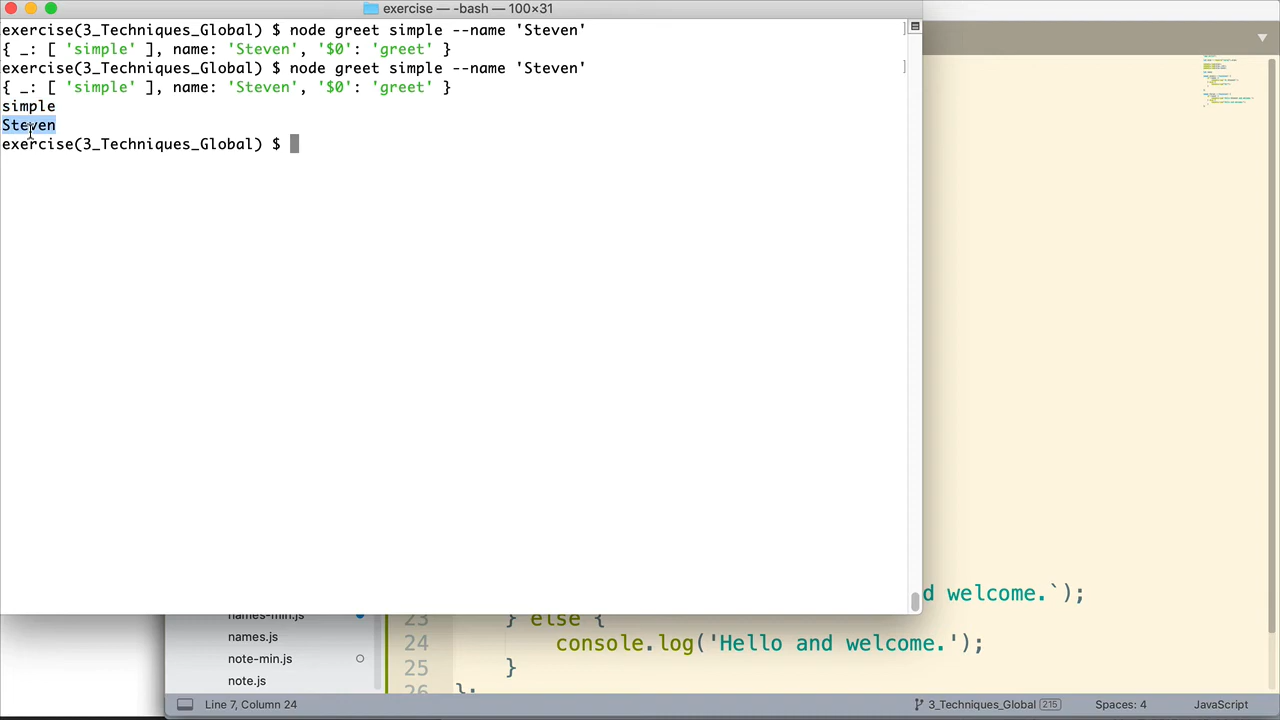 exercise — -bash — 100×31
exercise(3_Techniques_Global) $ node greet simple --name 'Steven'
{ _: [ 'simple' ], name: 'Steven', '$0': 'greet' }
exercise(3_Techniques_Global) $ node greet simple --name 'Steven'
{ _: [ 'simple' ], name: 'Steven', '$0': 'greet' }
simple
Steven
exercise(3_Techniques_Global) $
d welcome.`);
names-min.js
names.js
note-min.js
note.js
23 } else {
24 console.log('Hello and welcome.');
25 }
26 };
Line 7, Column 24
3_Techniques_Global 215
Spaces: 4
JavaScript